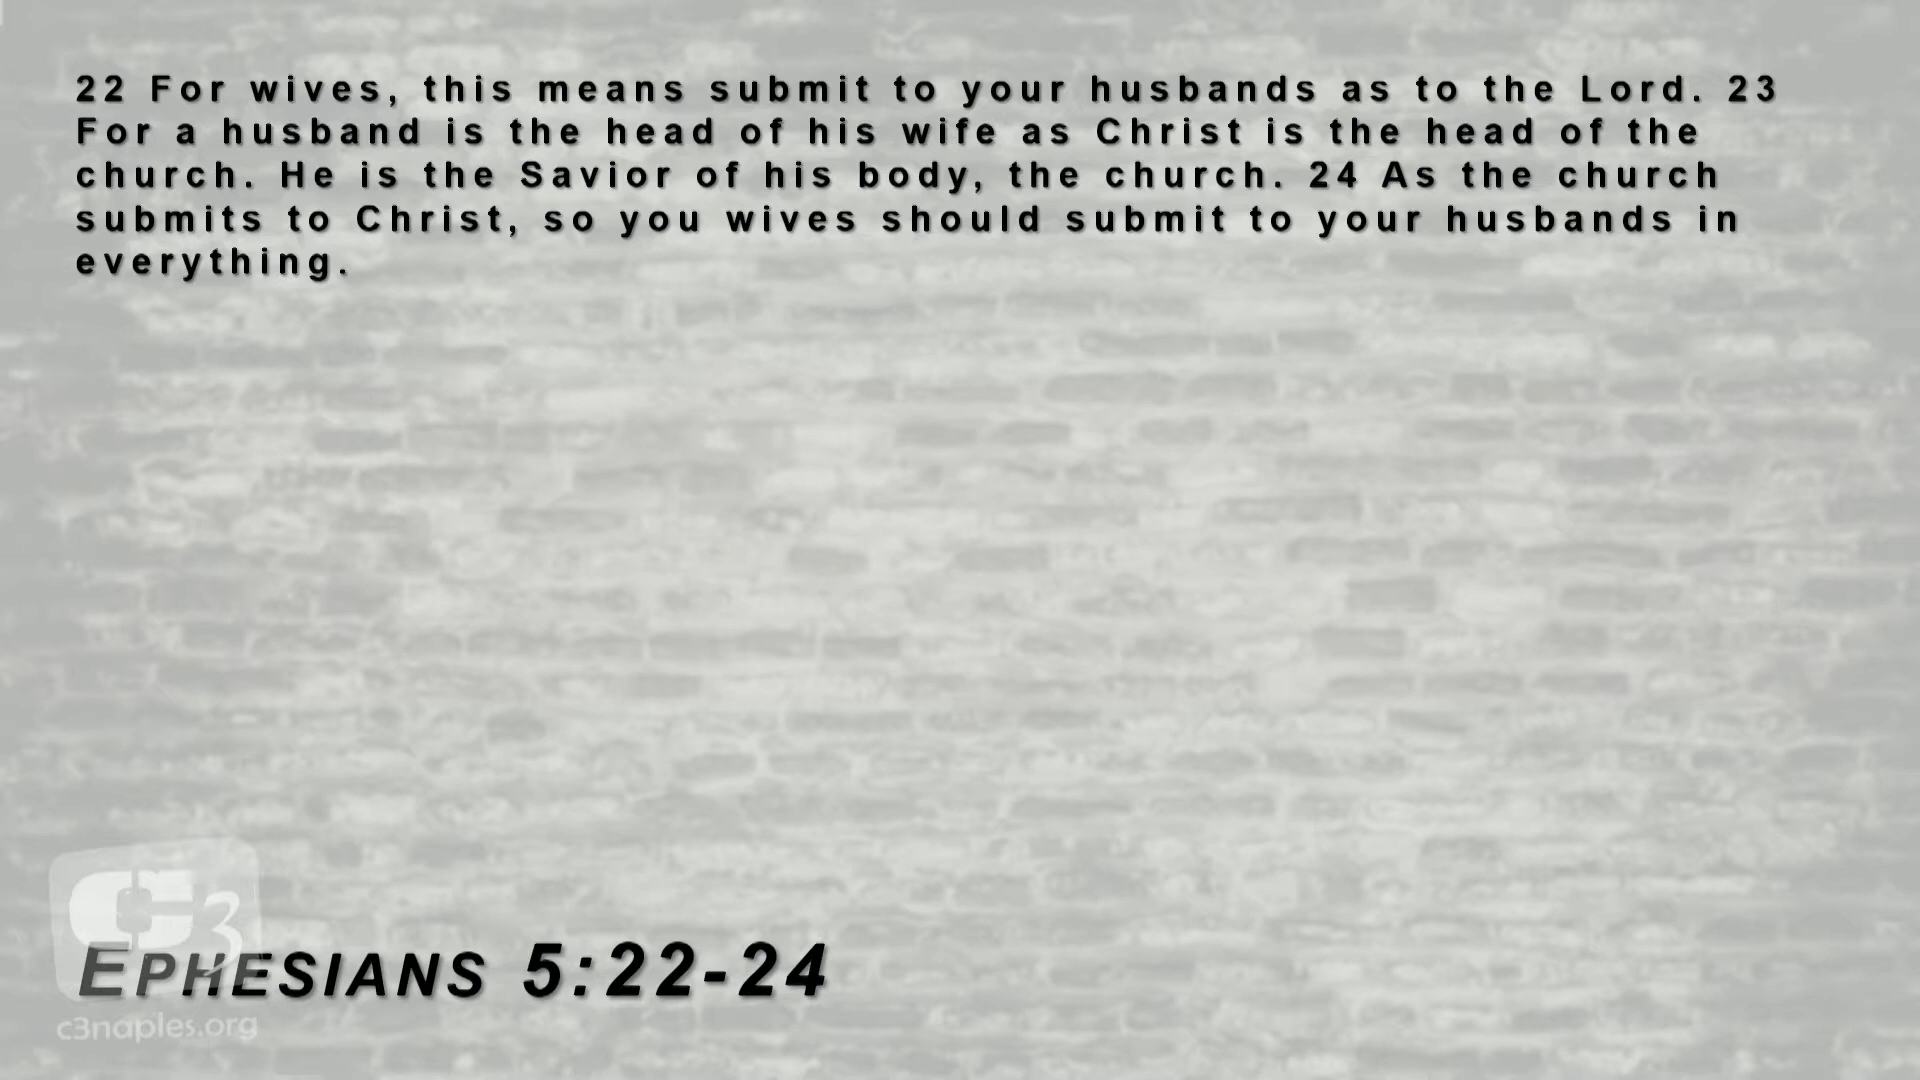 22 For wives, this means submit to your husbands as to the Lord. 23
For a husband is the head of his wife as Christ is the head of the
church. He is the Savior of his body, the church. 24 As the church
submits to Christ, so you wives should submit to your husbands in
everything.
C3
EPHESIANS 5:22-24
c3naples.org